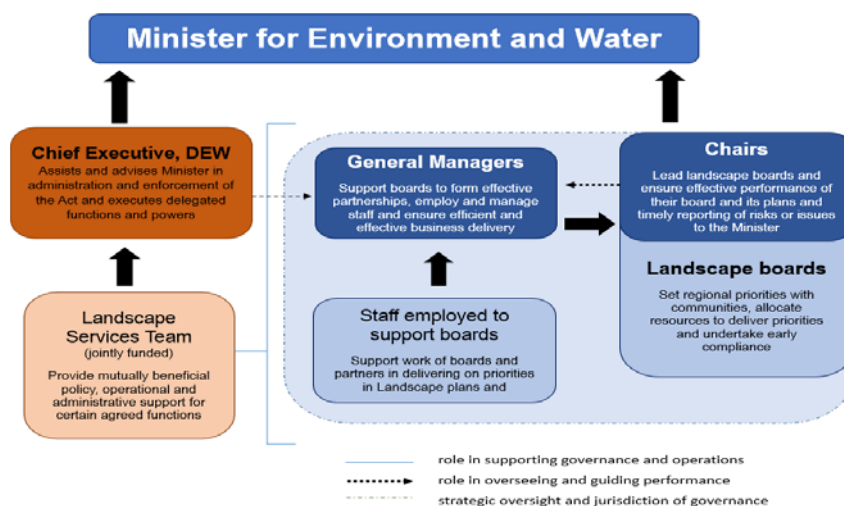 Minister for Environment and Water
Chief Executive, DEW
Assists and advises Minister in
administration and enforcement of
the Act and executes delegated
functions and powers
General Managers
Support boards to form effective
partnerships, employ and manage
staff and ensure efficient and
effective business delivery
Chairs
Lead landscape boards and
ensure effective performance of
their board and its plans and
timely reporting of risks or issues
to the Minister
Landscape boards
Set regional priorities with
communities, allocate
resources to deliver priorities
and undertake early
compliance
Landscape
Services Team
(jointly funded)
Provide mutually beneficial
policy, operational and
administrative support for
certain agreed functions
Staff employed to
support boards
Support work of boards and
partners in delivering on priorities
in Landscape plans and
role in supporting governance and operations
role in overseeing and guiding performance
strategic oversight and jurisdiction of governance